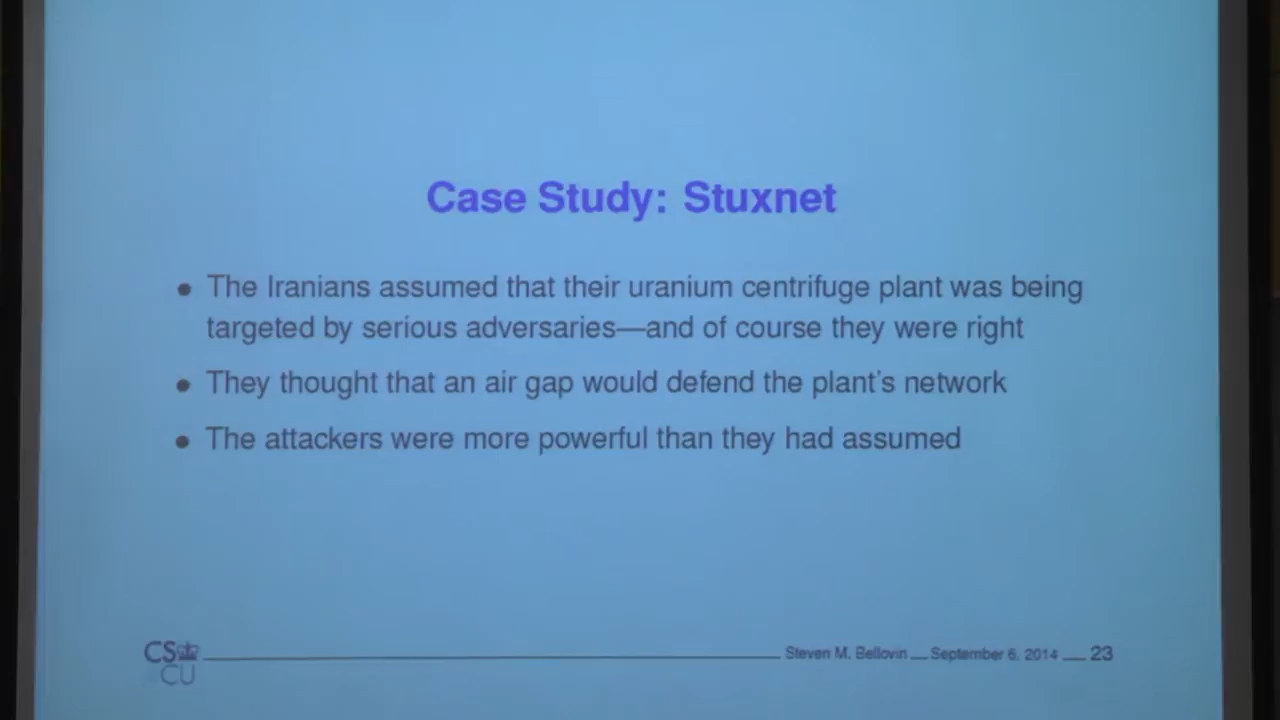 Case Study: Stuxnet
● The Iranians assumed that their uranium centrifuge plant was being
targeted by serious adversaries—and of course they were right
● They thought that an air gap would defend the plant's network
● The attackers were more powerful than they had assumed
CS
CU
Steven M. Bellovin __ September 6, 2014 __ 23